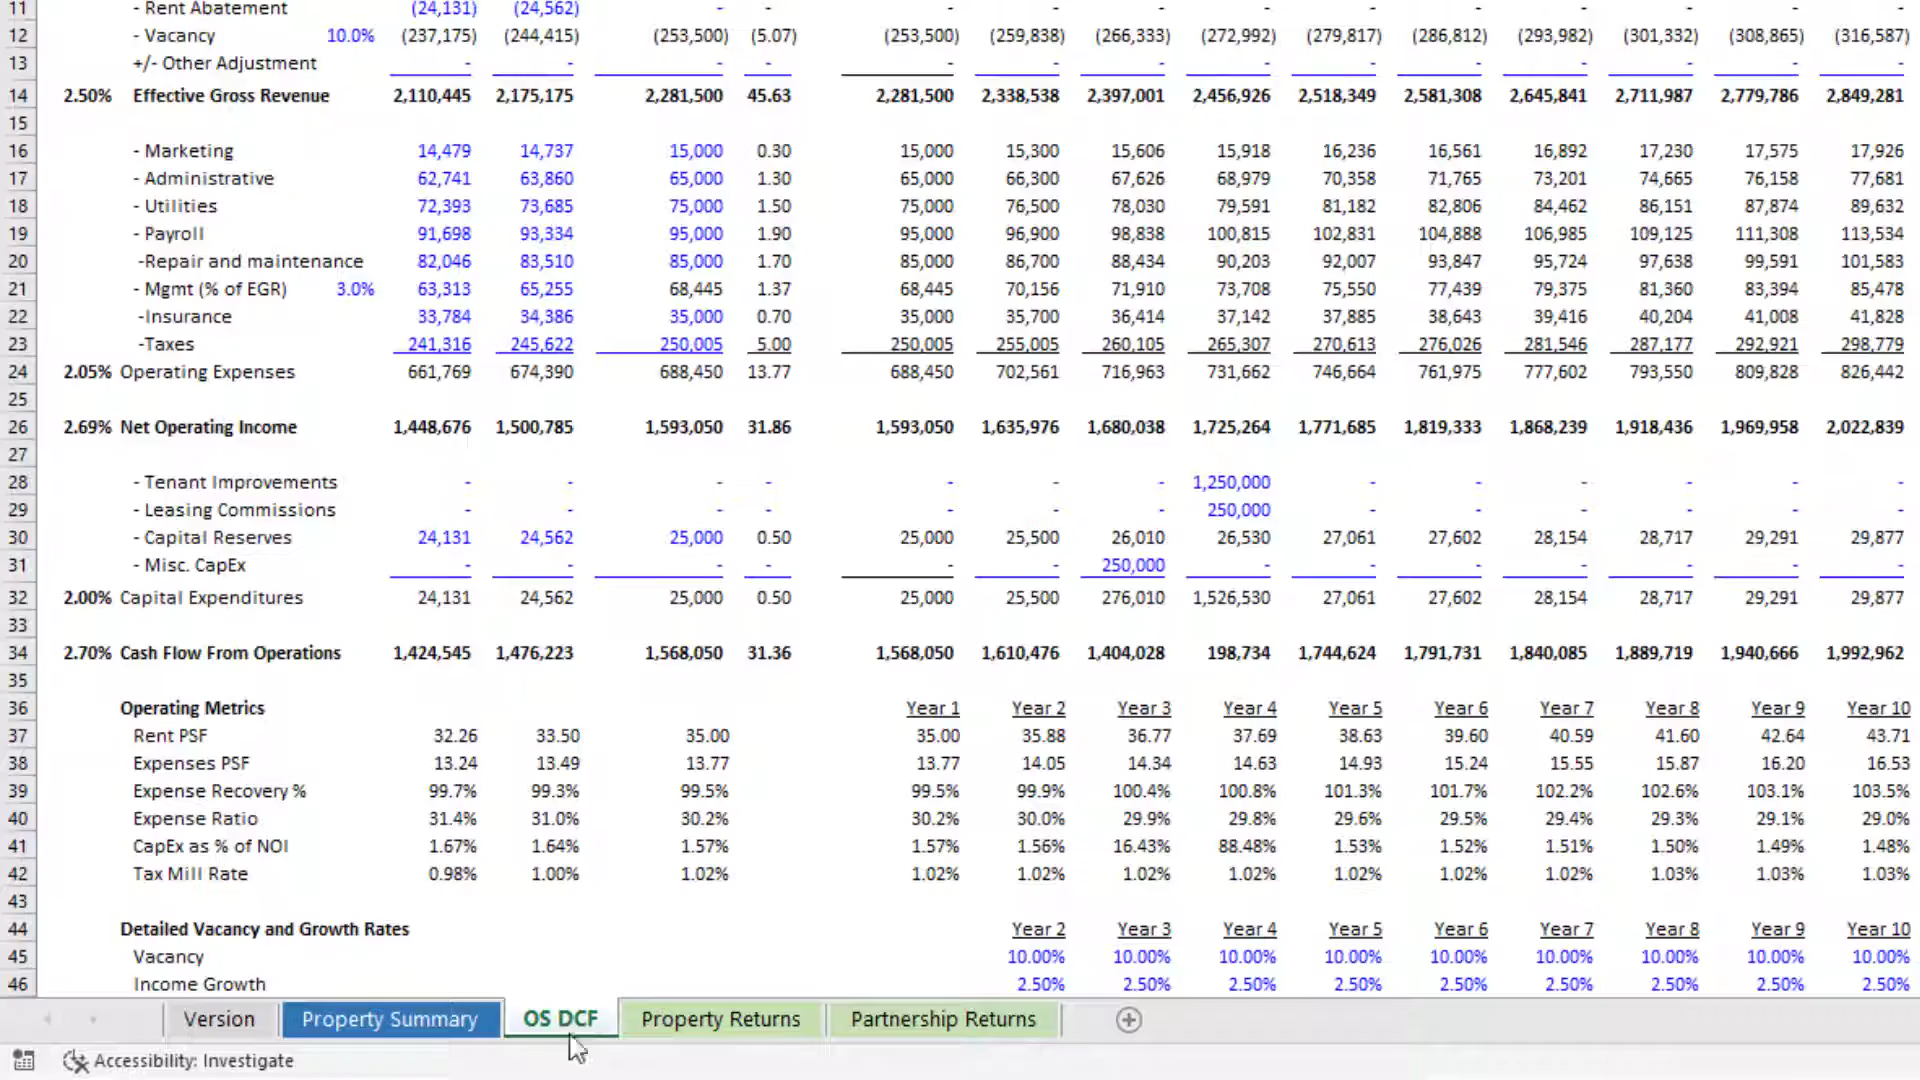 11 - Rent Abatement (24,131) (24,562) - - - - - - - - - - - -
12 - Vacancy 10.0% (237,175) (244,415) (253,500) (5.07) (253,500) (259,838) (266,333) (272,992) (279,817) (286,812) (293,982) (301,332) (308,865) (316,587)
13 +/- Other Adjustment - - - - - - - - - - - - - -
14 2.50% Effective Gross Revenue 2,110,445 2,175,175 2,281,500 45.63 2,281,500 2,338,538 2,397,001 2,456,926 2,518,349 2,581,308 2,645,841 2,711,987 2,779,786 2,849,281
15
16 - Marketing 14,479 14,737 15,000 0.30 15,000 15,300 15,606 15,918 16,236 16,561 16,892 17,230 17,575 17,926
17 - Administrative 62,741 63,860 65,000 1.30 65,000 66,300 67,626 68,979 70,358 71,765 73,201 74,665 76,158 77,681
18 - Utilities 72,393 73,685 75,000 1.50 75,000 76,500 78,030 79,591 81,182 82,806 84,462 86,151 87,874 89,632
19 - Payroll 91,698 93,334 95,000 1.90 95,000 96,900 98,838 100,815 102,831 104,888 106,985 109,125 111,308 113,534
20 -Repair and maintenance 82,046 83,510 85,000 1.70 85,000 86,700 88,434 90,203 92,007 93,847 95,724 97,638 99,591 101,583
21 - Mgmt (% of EGR) 3.0% 63,313 65,255 68,445 1.37 68,445 70,156 71,910 73,708 75,550 77,439 79,375 81,360 83,394 85,478
22 -Insurance 33,784 34,386 35,000 0.70 35,000 35,700 36,414 37,142 37,885 38,643 39,416 40,204 41,008 41,828
23 -Taxes 241,316 245,622 250,005 5.00 250,005 255,005 260,105 265,307 270,613 276,026 281,546 287,177 292,921 298,779
24 2.05% Operating Expenses 661,769 674,390 688,450 13.77 688,450 702,561 716,963 731,662 746,664 761,975 777,602 793,550 809,828 826,442
25
26 2.69% Net Operating Income 1,448,676 1,500,785 1,593,050 31.86 1,593,050 1,635,976 1,680,038 1,725,264 1,771,685 1,819,333 1,868,239 1,918,436 1,969,958 2,022,839
27
28 - Tenant Improvements - - - - - - - 1,250,000 - - - - - -
29 - Leasing Commissions - - - - - - - 250,000 - - - - - -
30 - Capital Reserves 24,131 24,562 25,000 0.50 25,000 25,500 26,010 26,530 27,061 27,602 28,154 28,717 29,291 29,877
31 - Misc. CapEx - - - - - - 250,000 - - - - - - -
32 2.00% Capital Expenditures 24,131 24,562 25,000 0.50 25,000 25,500 276,010 1,526,530 27,061 27,602 28,154 28,717 29,291 29,877
33
34 2.70% Cash Flow From Operations 1,424,545 1,476,223 1,568,050 31.36 1,568,050 1,610,476 1,404,028 198,734 1,744,624 1,791,731 1,840,085 1,889,719 1,940,666 1,992,962
35
36 Operating Metrics Year 1 Year 2 Year 3 Year 4 Year 5 Year 6 Year 7 Year 8 Year 9 Year 10
37 Rent PSF 32.26 33.50 35.00 35.00 35.88 36.77 37.69 38.63 39.60 40.59 41.60 42.64 43.71
38 Expenses PSF 13.24 13.49 13.77 13.77 14.05 14.34 14.63 14.93 15.24 15.55 15.87 16.20 16.53
39 Expense Recovery % 99.7% 99.3% 99.5% 99.5% 99.9% 100.4% 100.8% 101.3% 101.7% 102.2% 102.6% 103.1% 103.5%
40 Expense Ratio 31.4% 31.0% 30.2% 30.2% 30.0% 29.9% 29.8% 29.6% 29.5% 29.4% 29.3% 29.1% 29.0%
41 CapEx as % of NOI 1.67% 1.64% 1.57% 1.57% 1.56% 16.43% 88.48% 1.53% 1.52% 1.51% 1.50% 1.49% 1.48%
42 Tax Mill Rate 0.98% 1.00% 1.02% 1.02% 1.02% 1.02% 1.02% 1.02% 1.02% 1.02% 1.03% 1.03% 1.03%
43
44 Detailed Vacancy and Growth Rates Year 2 Year 3 Year 4 Year 5 Year 6 Year 7 Year 8 Year 9 Year 10
45 Vacancy 10.00% 10.00% 10.00% 10.00% 10.00% 10.00% 10.00% 10.00% 10.00%
46 Income Growth 2.50% 2.50% 2.50% 2.50% 2.50% 2.50% 2.50% 2.50% 2.50%
Version Property Summary OS DCF Property Returns Partnership Returns
Accessibility: Investigate